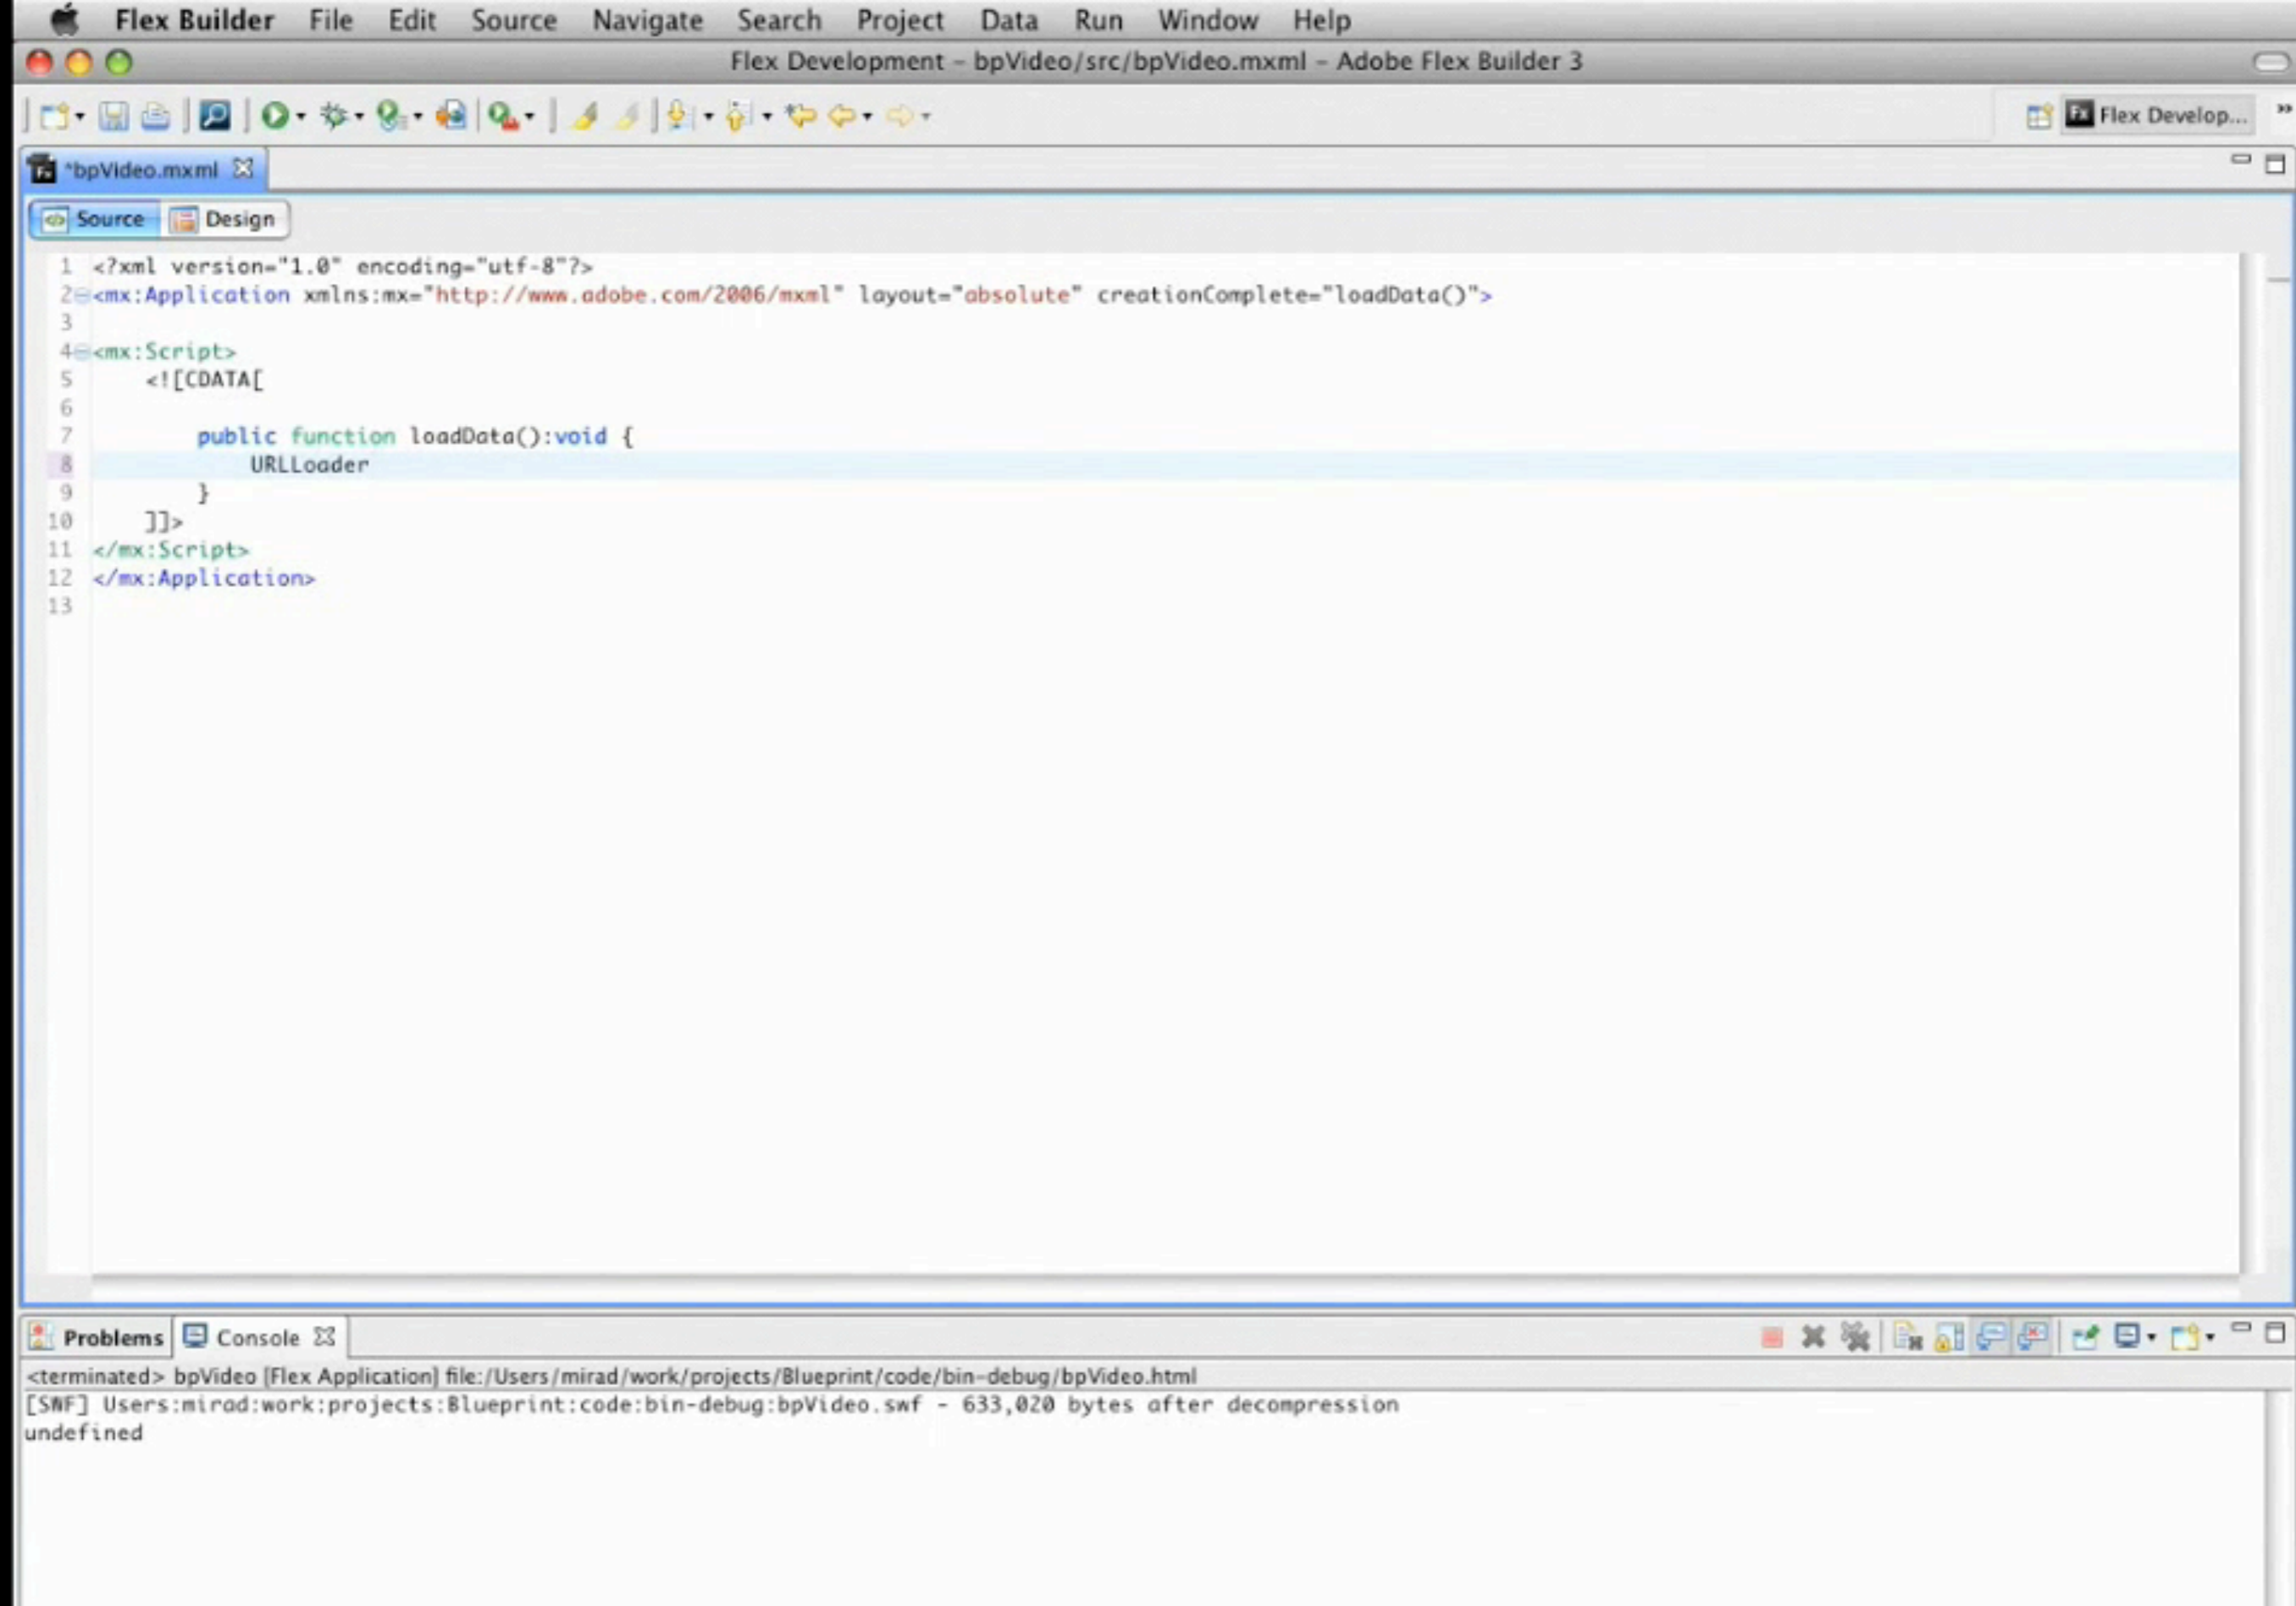 Flex Builder File Edit Source Navigate Search Project Data Run Window Help
Flex Development – bpVideo/src/bpVideo.mxml – Adobe Flex Builder 3
Fx Flex Develop... »
*bpVideo.mxml
Source Design
1 <?xml version="1.0" encoding="utf-8"?>
2 <mx:Application xmlns:mx="http://www.adobe.com/2006/mxml" layout="absolute" creationComplete="loadData()">
3
4 <mx:Script>
5 <![CDATA[
6
7 public function loadData():void {
8 URLLoader
9 }
10 ]]>
11 </mx:Script>
12 </mx:Application>
13
Problems Console
<terminated> bpVideo [Flex Application] file:/Users/mirad/work/projects/Blueprint/code/bin-debug/bpVideo.html
[SWF] Users:mirad:work:projects:Blueprint:code:bin-debug:bpVideo.swf - 633,020 bytes after decompression
undefined